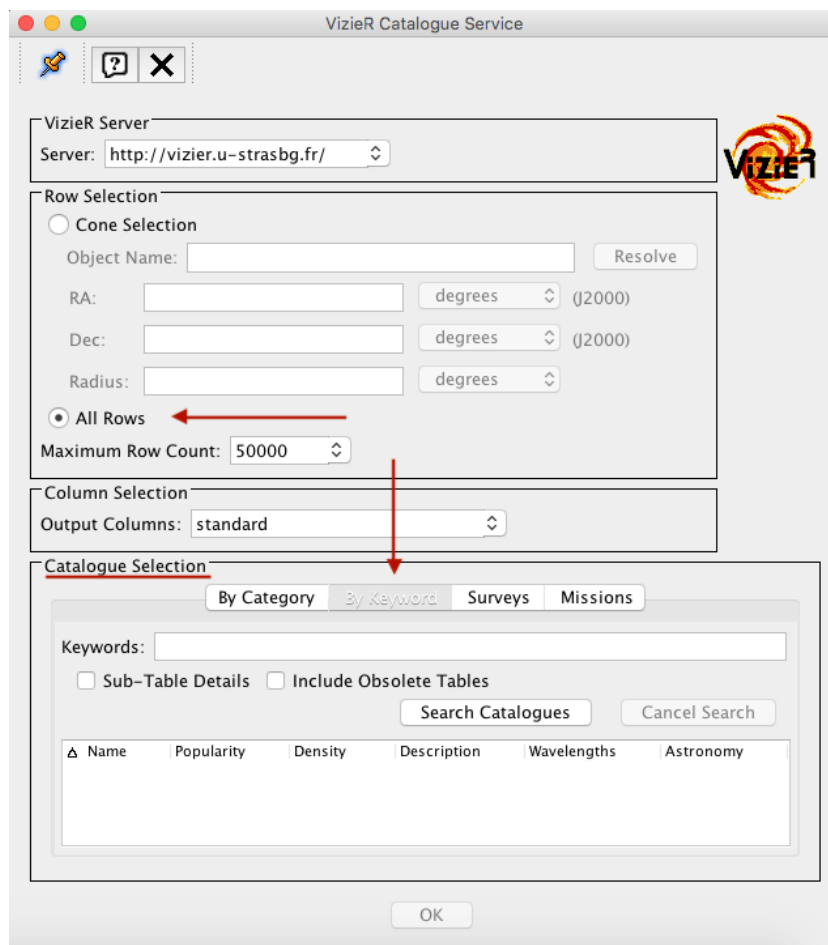 VizieR Catalogue Service
VizieR Server
Server: http://vizier.u-strasbg.fr/
VizieR
Row Selection
Cone Selection
Object Name: Resolve
RA: degrees (J2000)
Dec: degrees (J2000)
Radius: degrees
All Rows
Maximum Row Count: 50000
Column Selection
Output Columns: standard
Catalogue Selection
By Category By Keyword Surveys Missions
Keywords:
Sub-Table Details Include Obsolete Tables
Search Catalogues Cancel Search
Name Popularity Density Description Wavelengths Astronomy
OK